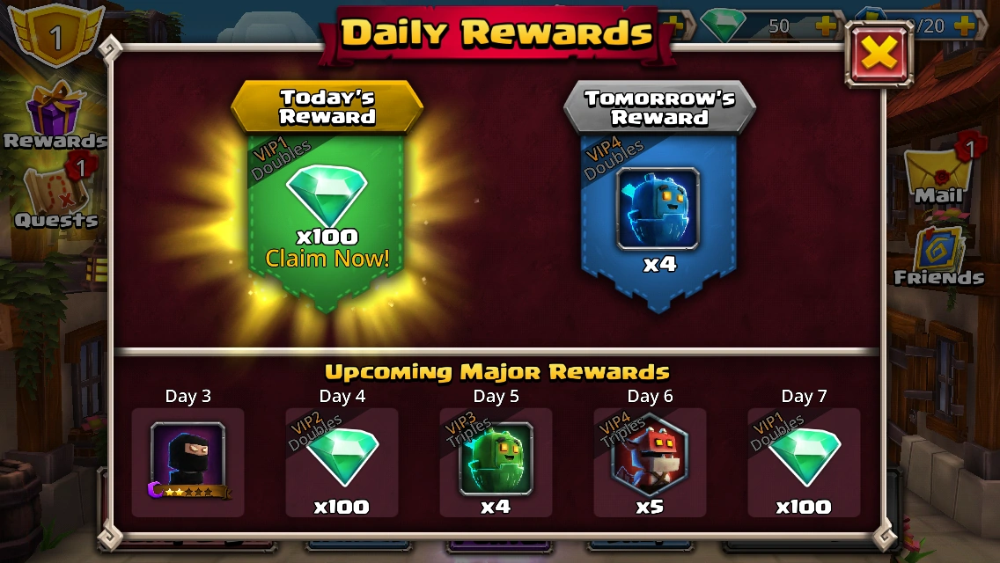 1
Daily Rewards
50
0/20
Rewards
1
Quests
Today's
Reward
VIP1
Doubles
x100
Claim Now!
Tomorrow's
Reward
VIP4
Doubles
x4
1
Mail
Friends
Upcoming Major Rewards
Day 3
Day 4
VIP2
Doubles
x100
Day 5
VIP3
Triples
x4
Day 6
VIP4
Triples
x5
Day 7
VIP1
Doubles
x100